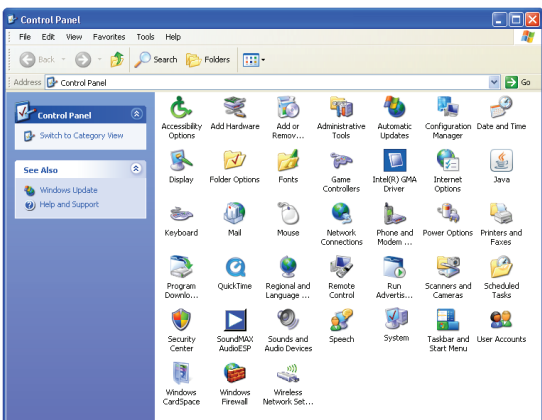 Control Panel
File Edit View Favorites Tools Help
Back Search Folders
Address Control Panel Go
Control Panel
Switch to Category View
See Also
Windows Update
Help and Support
Accessibility Options
Add Hardware
Add or Remov...
Administrative Tools
Automatic Updates
Configuration Manager
Date and Time
Display
Folder Options
Fonts
Game Controllers
Intel(R) GMA Driver
Internet Options
Java
Keyboard
Mail
Mouse
Network Connections
Phone and Modem ...
Power Options
Printers and Faxes
Program Downlo...
QuickTime
Regional and Language ...
Remote Control
Run Advertis...
Scanners and Cameras
Scheduled Tasks
Security Center
SoundMAX AudioESP
Sounds and Audio Devices
Speech
System
Taskbar and Start Menu
User Accounts
Windows CardSpace
Windows Firewall
Wireless Network Set...